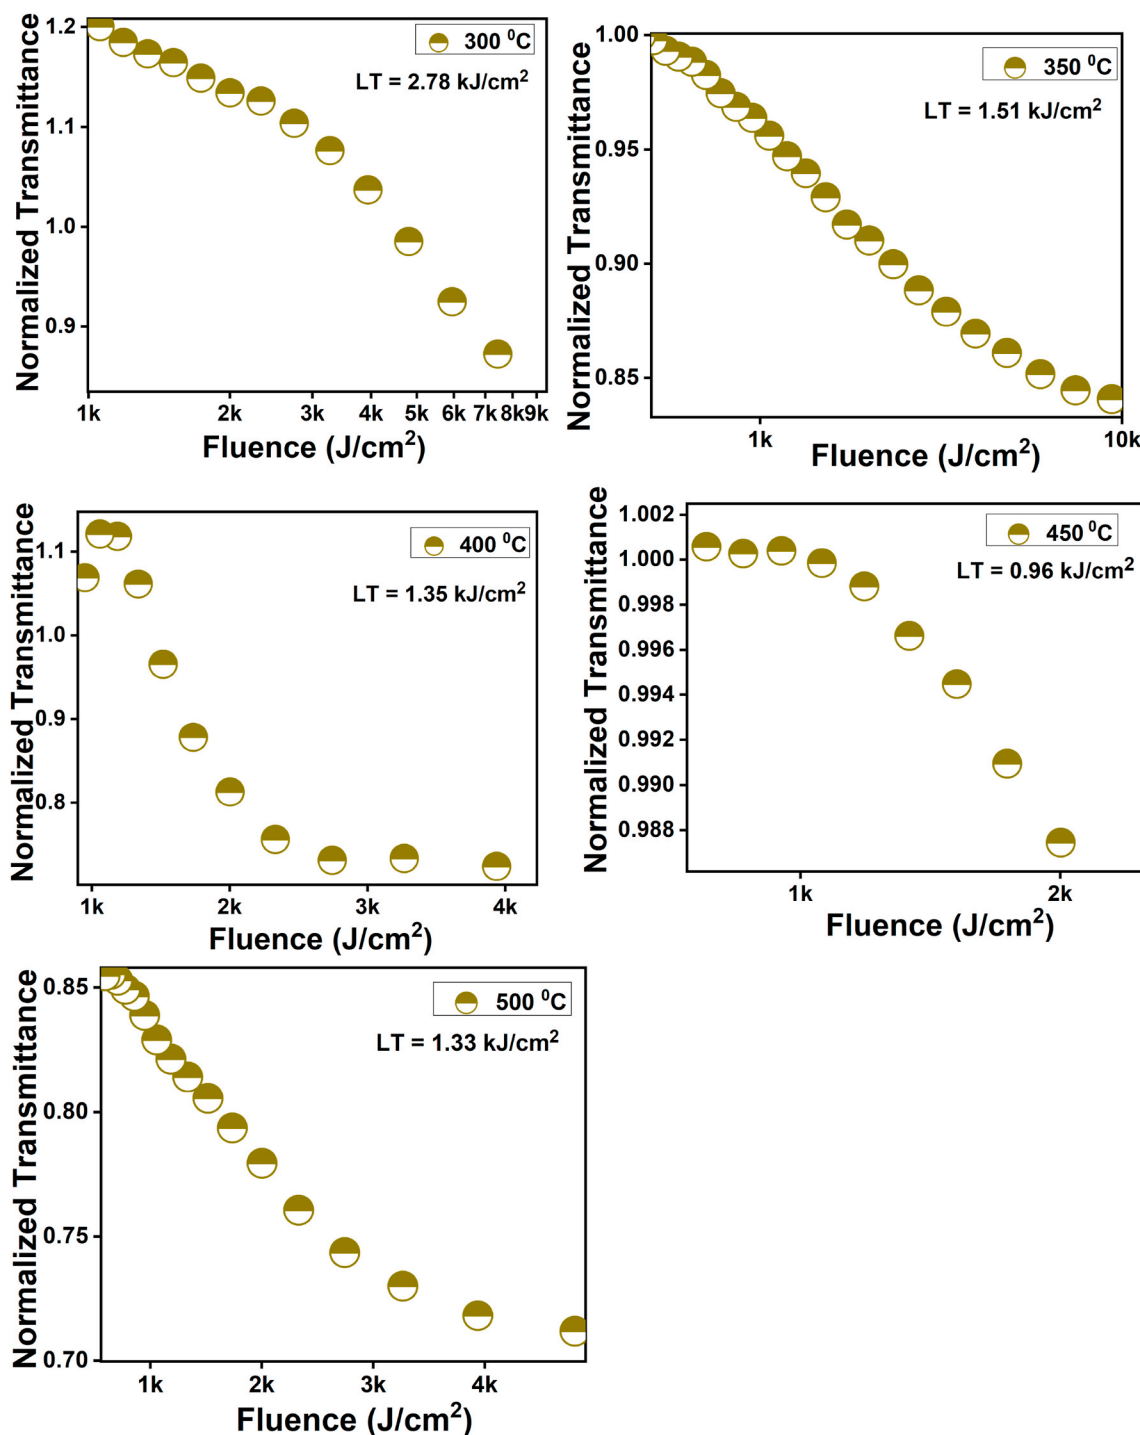 Normalized Transmittance
1.2
1.1
1.0
0.9
300 ⁰C
LT = 2.78 kJ/cm²
1k 2k 3k 4k 5k 6k 7k 8k 9k
Fluence (J/cm²)
Normalized Transmittance
1.00
0.95
0.90
0.85
350 ⁰C
LT = 1.51 kJ/cm²
1k 10k
Fluence (J/cm²)
Normalized Transmittance
1.1
1.0
0.9
0.8
400 ⁰C
LT = 1.35 kJ/cm²
1k 2k 3k 4k
Fluence (J/cm²)
Normalized Transmittance
1.002
1.000
0.998
0.996
0.994
0.992
0.990
0.988
450 ⁰C
LT = 0.96 kJ/cm²
1k 2k
Fluence (J/cm²)
Normalized Transmittance
0.85
0.80
0.75
0.70
500 ⁰C
LT = 1.33 kJ/cm²
1k 2k 3k 4k
Fluence (J/cm²)